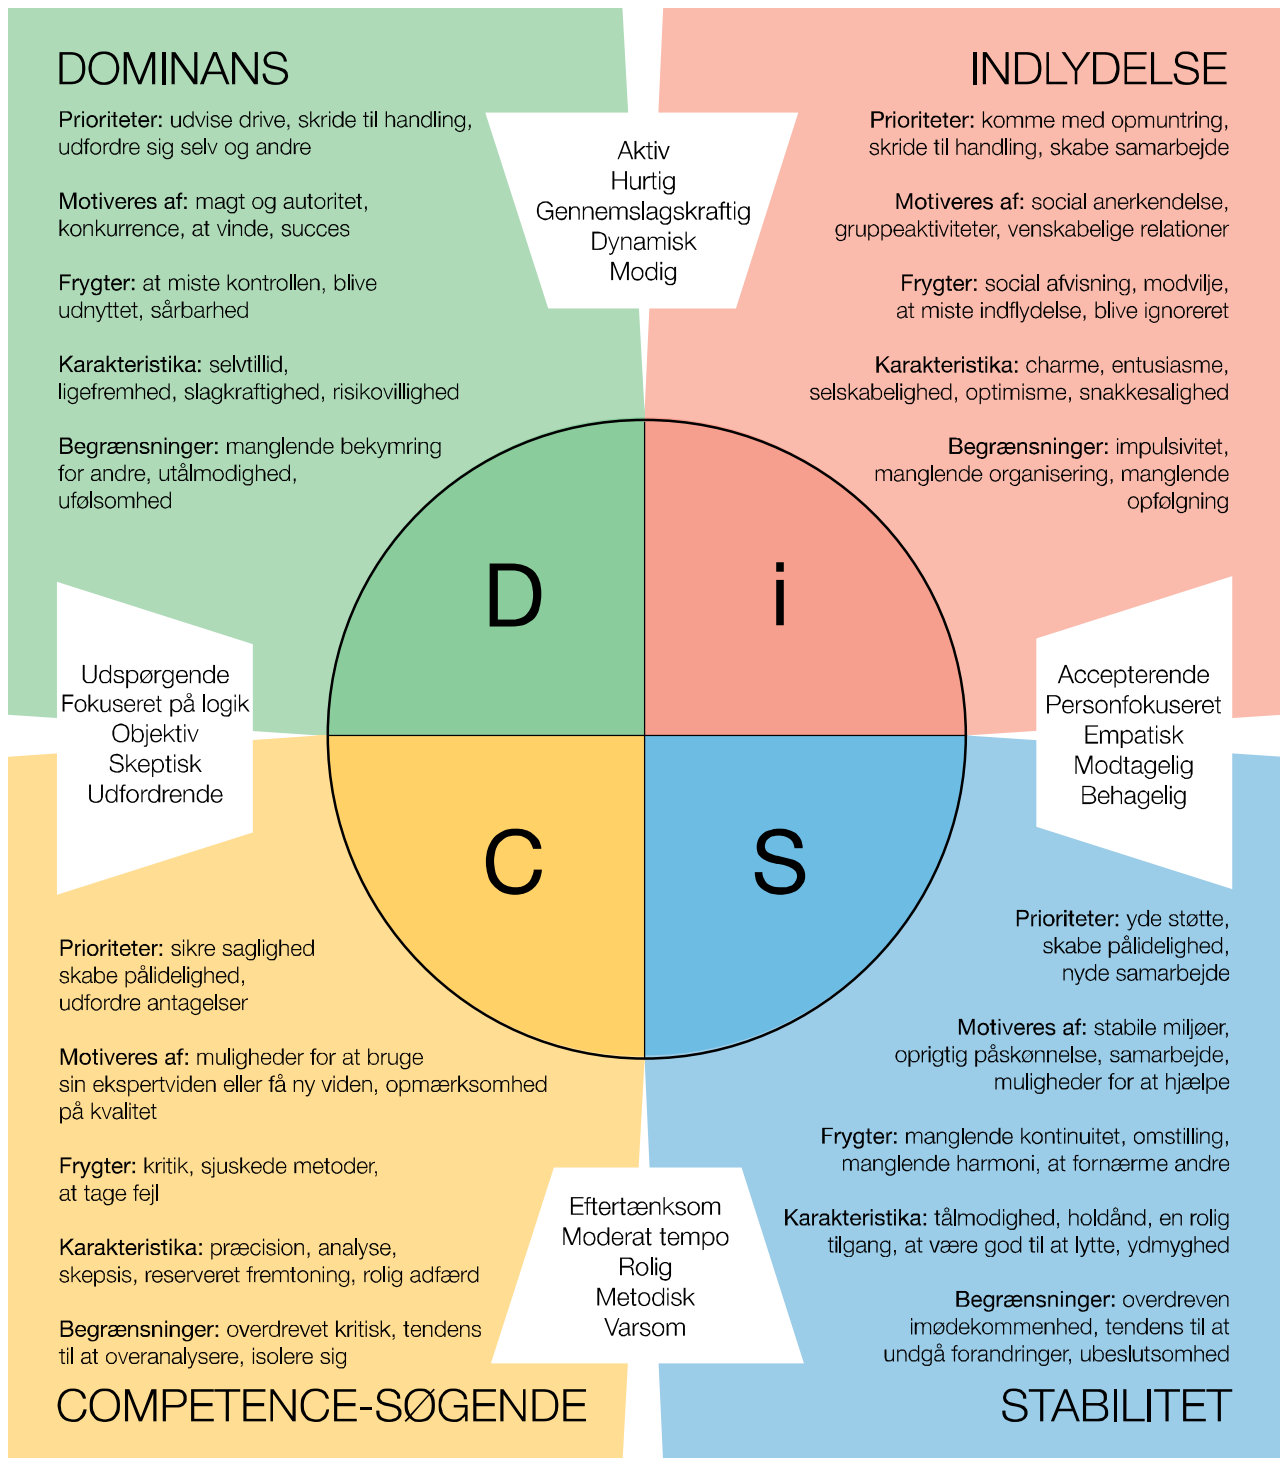 DOMINANS
Prioriteter: udvise drive, skride til handling,
udfordre sig selv og andre
Motiveres af: magt og autoritet,
konkurrence, at vinde, succes
Frygter: at miste kontrollen, blive
udnyttet, sårbarhed
Karakteristika: selvtillid,
ligefremhed, slagkraftighed, risikovillighed
Begrænsninger: manglende bekymring
for andre, utålmodighed,
ufølsomhed
Aktiv
Hurtig
Gennemslagskraftig
Dynamisk
Modig
INDLYDELSE
Prioriteter: komme med opmuntring,
skride til handling, skabe samarbejde
Motiveres af: social anerkendelse,
gruppeaktiviteter, venskabelige relationer
Frygter: social afvisning, modvilje,
at miste indflydelse, blive ignoreret
Karakteristika: charme, entusiasme,
selskabelighed, optimisme, snakkesalighed
Begrænsninger: impulsivitet,
manglende organisering, manglende
opfølgning
D
i
Udspørgende
Fokuseret på logik
Objektiv
Skeptisk
Udfordrende
Accepterende
Personfokuseret
Empatisk
Modtagelig
Behagelig
C
S
Prioriteter: sikre saglighed
skabe pålidelighed,
udfordre antagelser
Motiveres af: muligheder for at bruge
sin ekspertviden eller få ny viden, opmærksomhed
på kvalitet
Frygter: kritik, sjuskede metoder,
at tage fejl
Karakteristika: præcision, analyse,
skepsis, reserveret fremtoning, rolig adfærd
Begrænsninger: overdrevet kritisk, tendens
til at overanalysere, isolere sig
COMPETENCE-SØGENDE
Eftertænksom
Moderat tempo
Rolig
Metodisk
Varsom
Prioriteter: yde støtte,
skabe pålidelighed,
nyde samarbejde
Motiveres af: stabile miljøer,
oprigtig påskønnelse, samarbejde,
muligheder for at hjælpe
Frygter: manglende kontinuitet, omstilling,
manglende harmoni, at fornærme andre
Karakteristika: tålmodighed, holdånd, en rolig
tilgang, at være god til at lytte, ydmyghed
Begrænsninger: overdreven
imødekommenhed, tendens til at
undgå forandringer, ubeslutsomhed
STABILITET